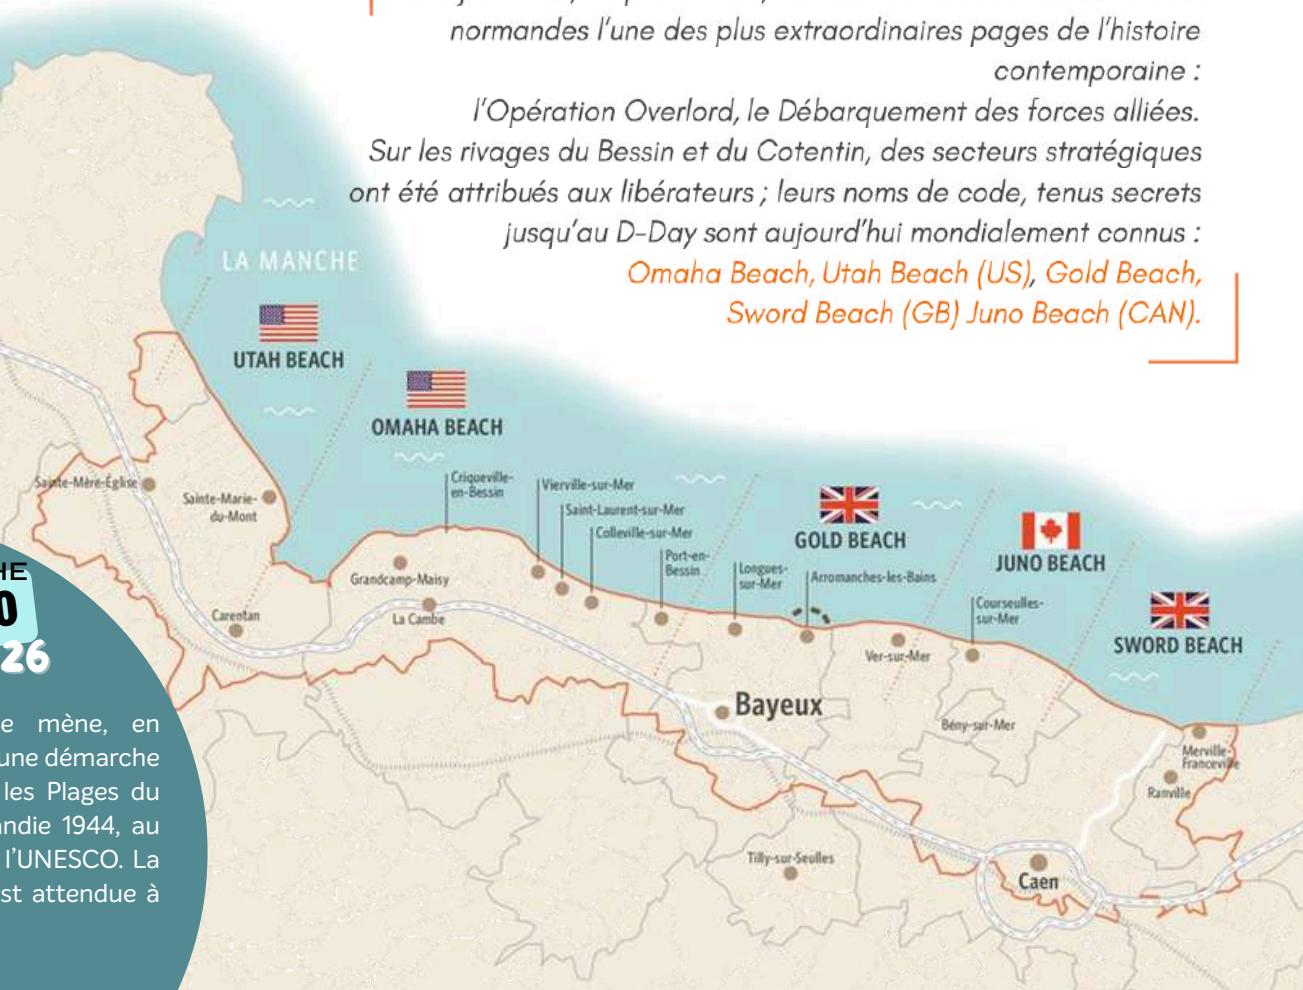 normandes l'une des plus extraordinaires pages de l'histoire
contemporaine :
l'Opération Overlord, le Débarquement des forces alliées.
Sur les rivages du Bessin et du Cotentin, des secteurs stratégiques
ont été attribués aux libérateurs ; leurs noms de code, tenus secrets
jusqu'au D-Day sont aujourd'hui mondialement connus :
Omaha Beach, Utah Beach (US), Gold Beach,
Sword Beach (GB) Juno Beach (CAN).
LA MANCHE
UTAH BEACH
OMAHA BEACH
GOLD BEACH
JUNO BEACH
SWORD BEACH
Sainte-Mère-Église
Sainte-Marie-
du-Mont
Carentan
Grandcamp-Maisy
La Cambe
Criqueville-
en-Bessin
Vierville-sur-Mer
Saint-Laurent-sur-Mer
Colleville-sur-Mer
Port-en-
Bessin
Longues-
sur-Mer
Arromanches-les-Bains
Ver-sur-Mer
Courseulles-
sur-Mer
Bayeux
Bény-sur-Mer
Merville-
Franceville
Ranville
Tilly-sur-Seulles
Caen
HE
0
26
e mène, en
une démarche
les Plages du
andie 1944, au
l'UNESCO. La
st attendue à